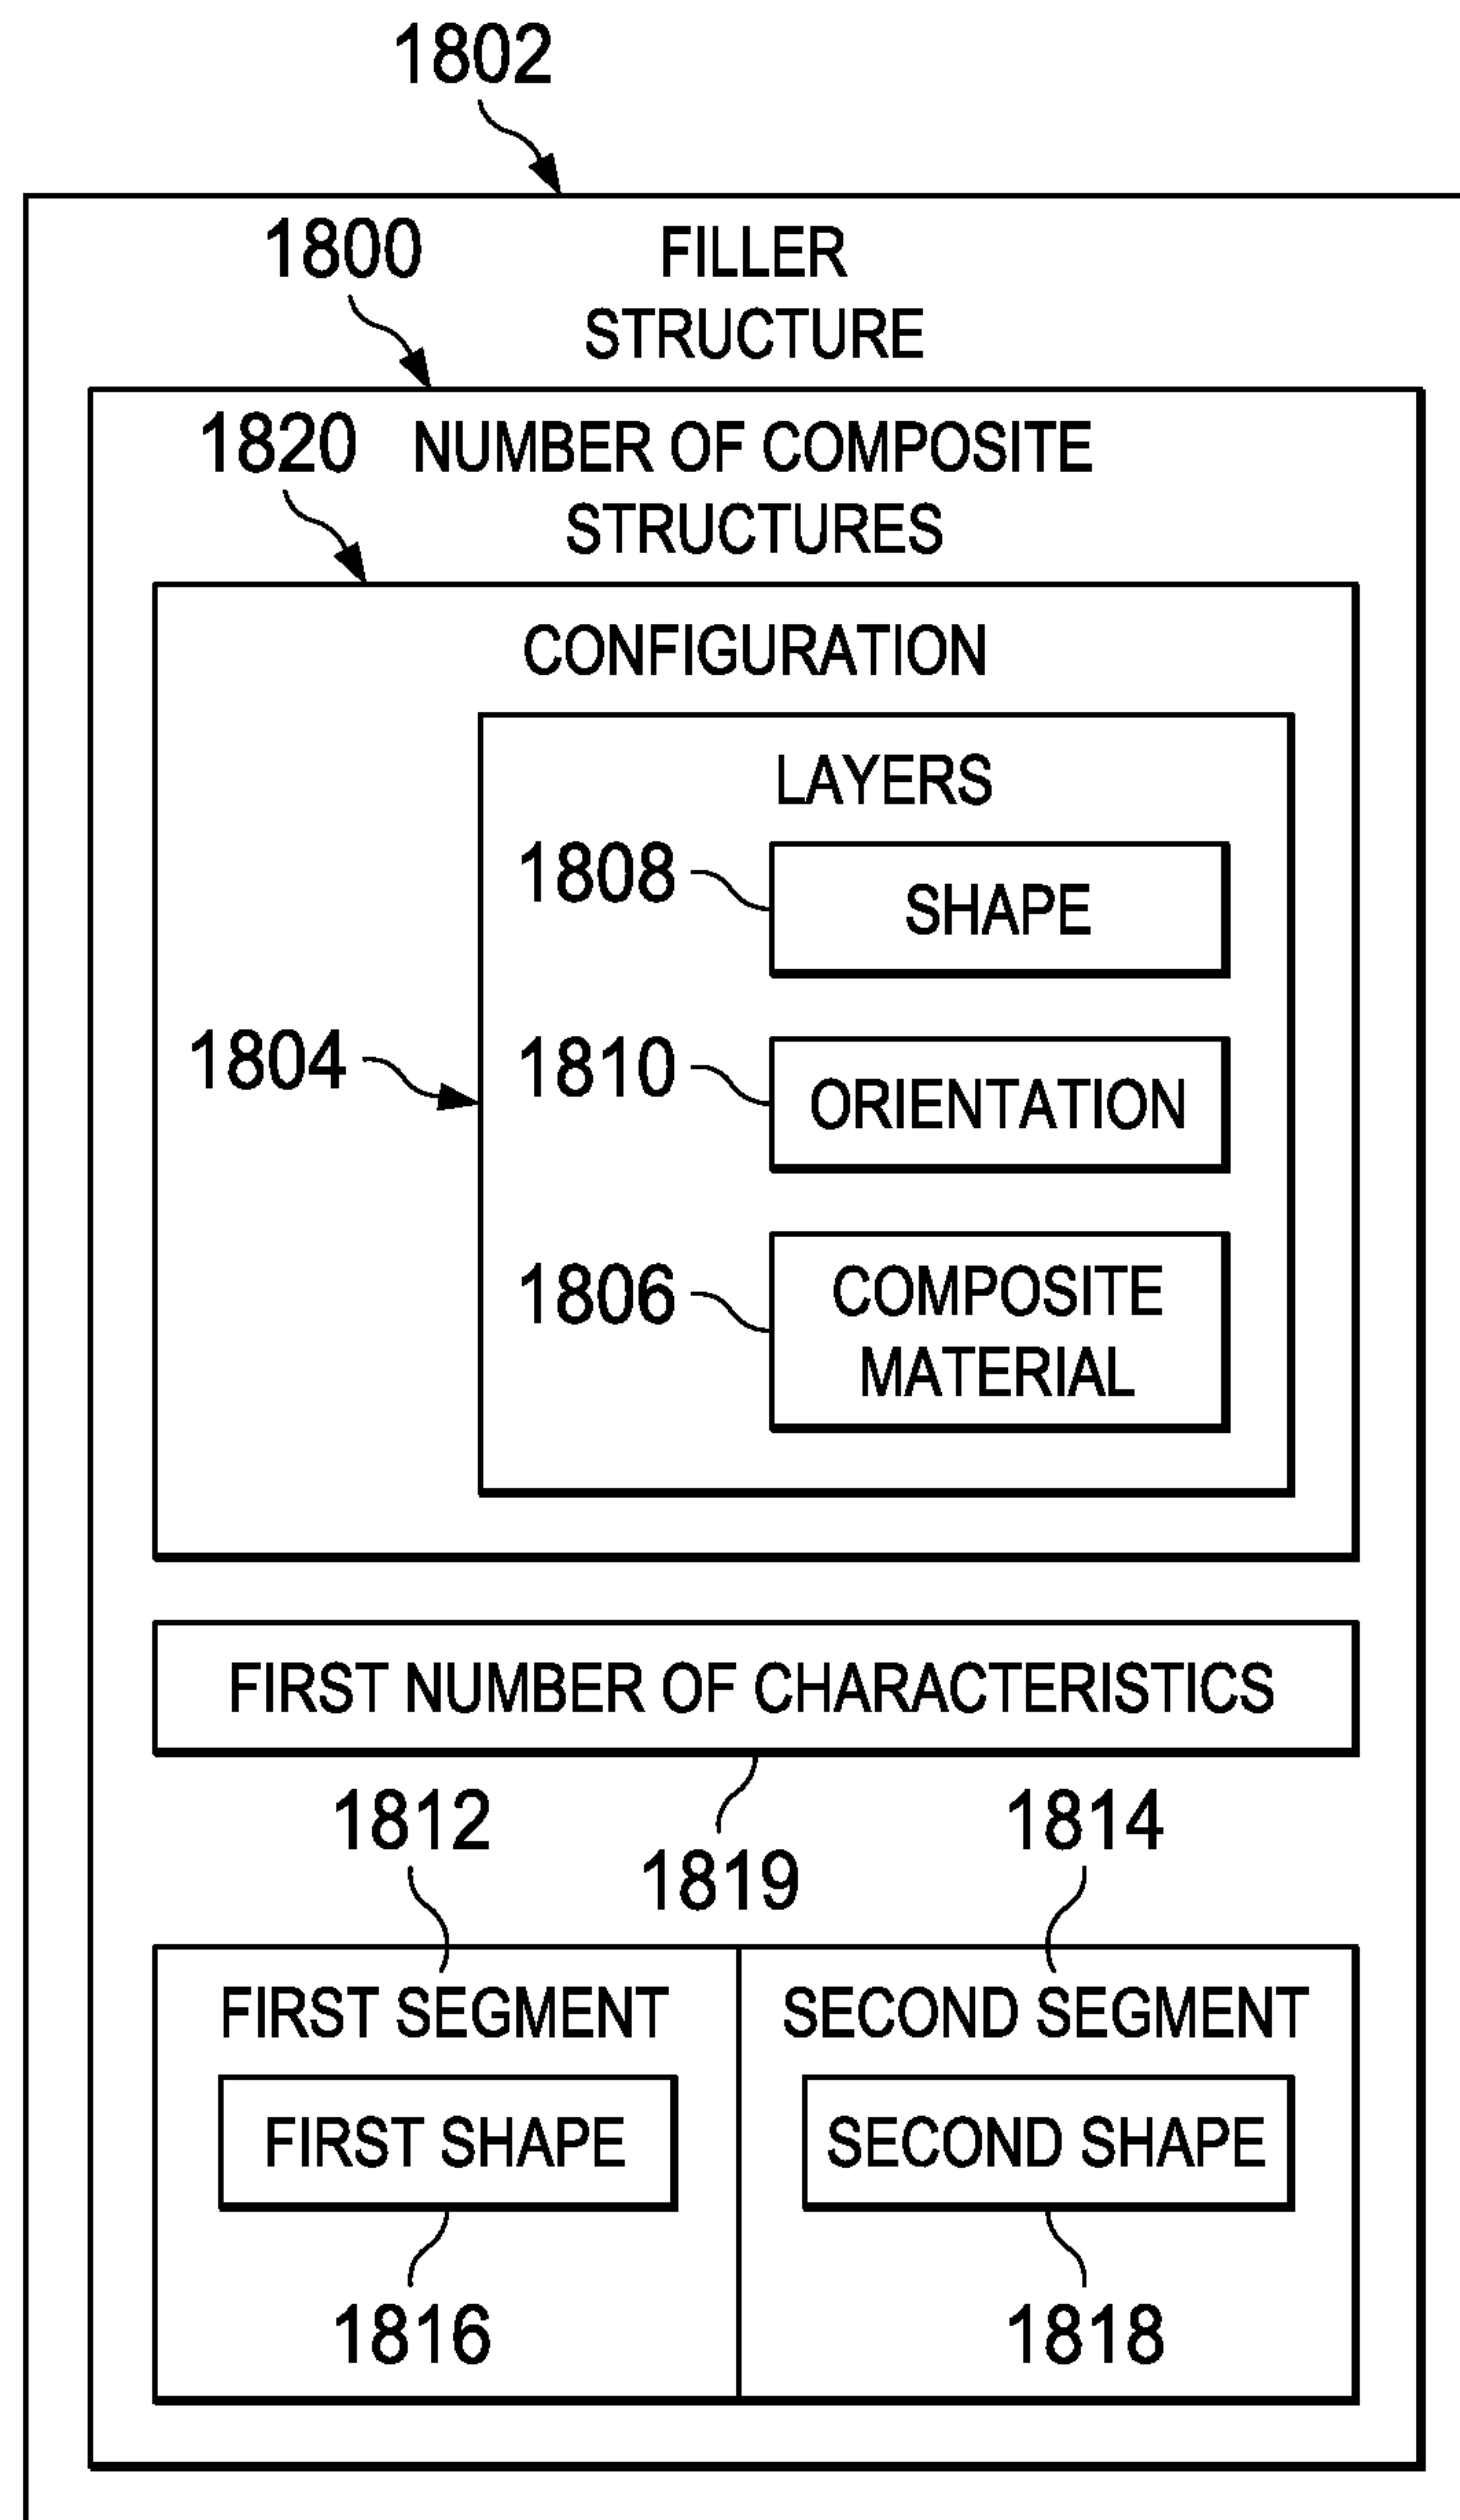 1802
1800
FILLER
STRUCTURE
1820
NUMBER OF COMPOSITE
STRUCTURES
CONFIGURATION
LAYERS
1808
SHAPE
1804
1810
ORIENTATION
1806
COMPOSITE
MATERIAL
FIRST NUMBER OF CHARACTERISTICS
1812
1819
1814
FIRST SEGMENT
SECOND SEGMENT
FIRST SHAPE
SECOND SHAPE
1816
1818